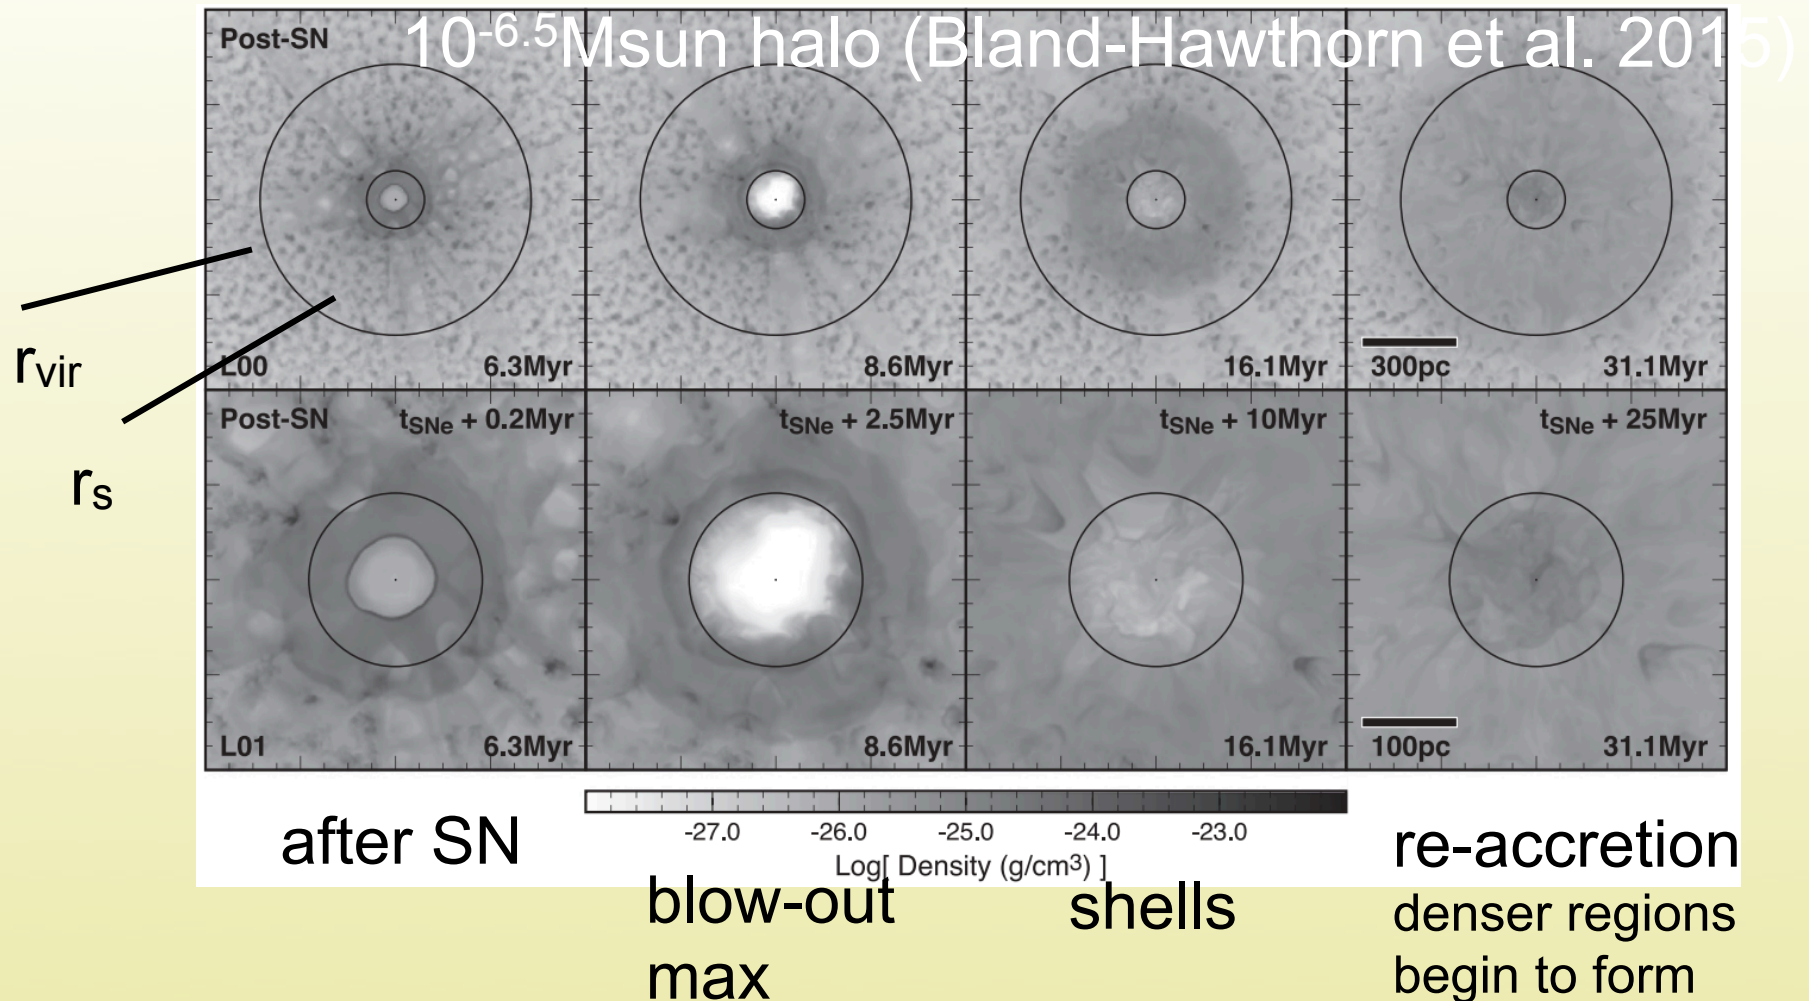 10-6.5Msun halo (Bland-Hawthorn et al. 2015)
Post-SN
L00
6.3Myr
8.6Myr
16.1Myr
300pc
31.1Myr
rvir
rs
Post-SN
tSNe + 0.2Myr
tSNe + 2.5Myr
tSNe + 10Myr
tSNe + 25Myr
L01
6.3Myr
8.6Myr
16.1Myr
100pc
31.1Myr
-27.0 -26.0 -25.0 -24.0 -23.0
Log[ Density (g/cm3) ]
after SN
blow-out
max
shells
re-accretion
denser regions
begin to form